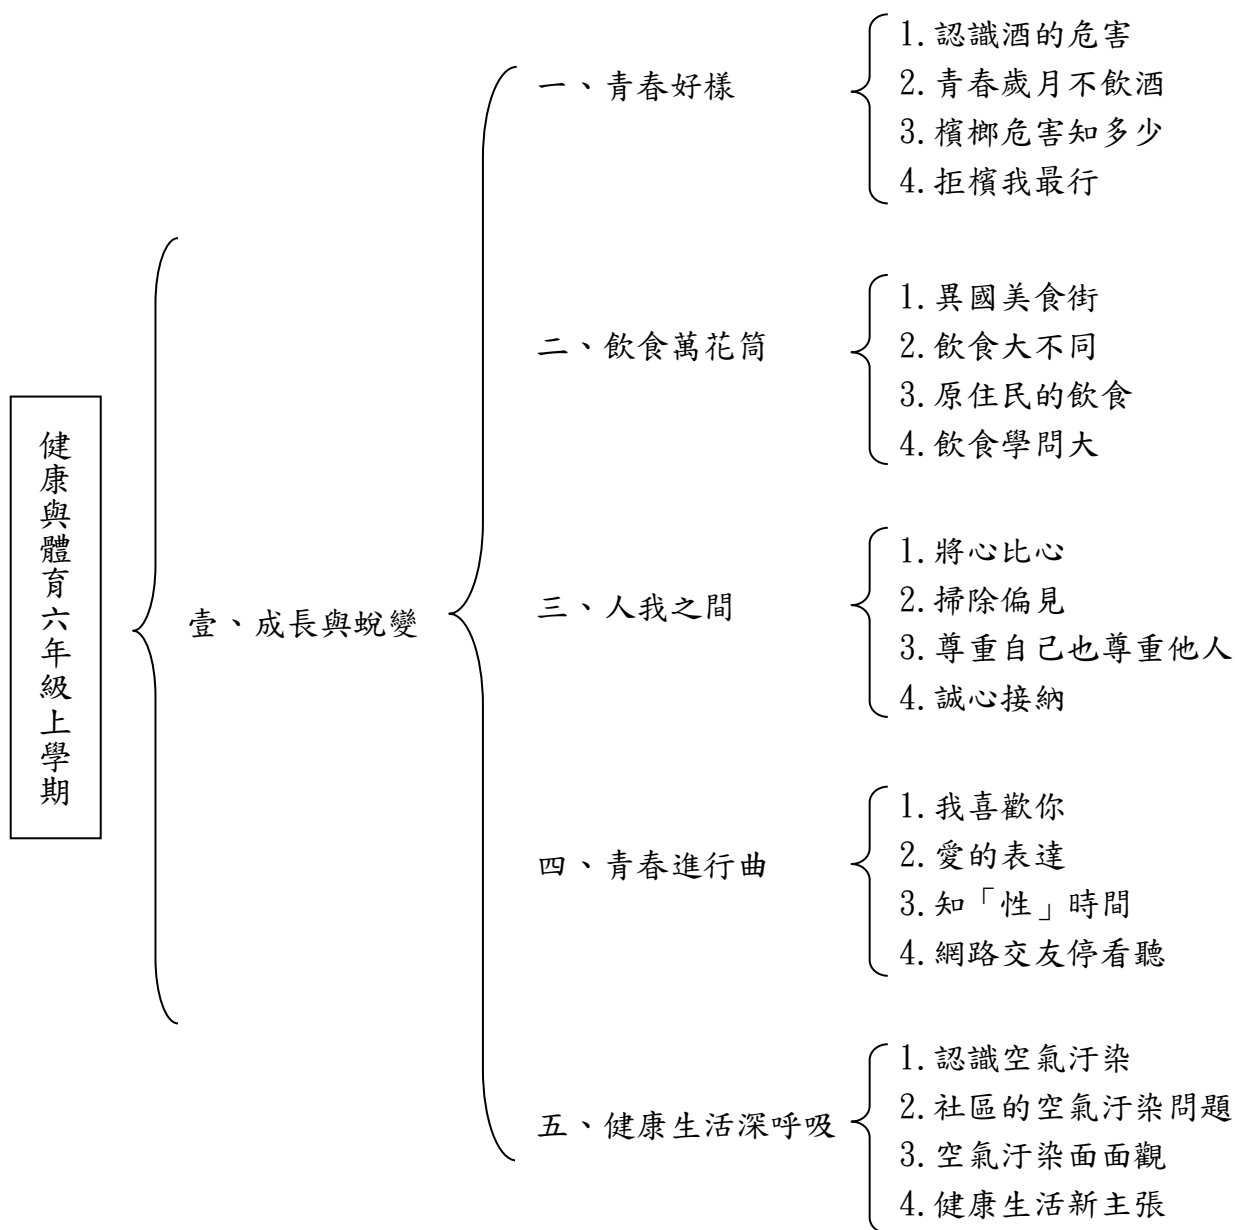 健康與體育六年級上學期
壹、成長與蛻變
一、青春好樣
1.認識酒的危害
2.青春歲月不飲酒
3.檳榔危害知多少
4.拒檳我最行
二、飲食萬花筒
1.異國美食街
2.飲食大不同
3.原住民的飲食
4.飲食學問大
三、人我之間
1.將心比心
2.掃除偏見
3.尊重自己也尊重他人
4.誠心接納
四、青春進行曲
1.我喜歡你
2.愛的表達
3.知「性」時間
4.網路交友停看聽
五、健康生活深呼吸
1.認識空氣汙染
2.社區的空氣汙染問題
3.空氣汙染面面觀
4.健康生活新主張